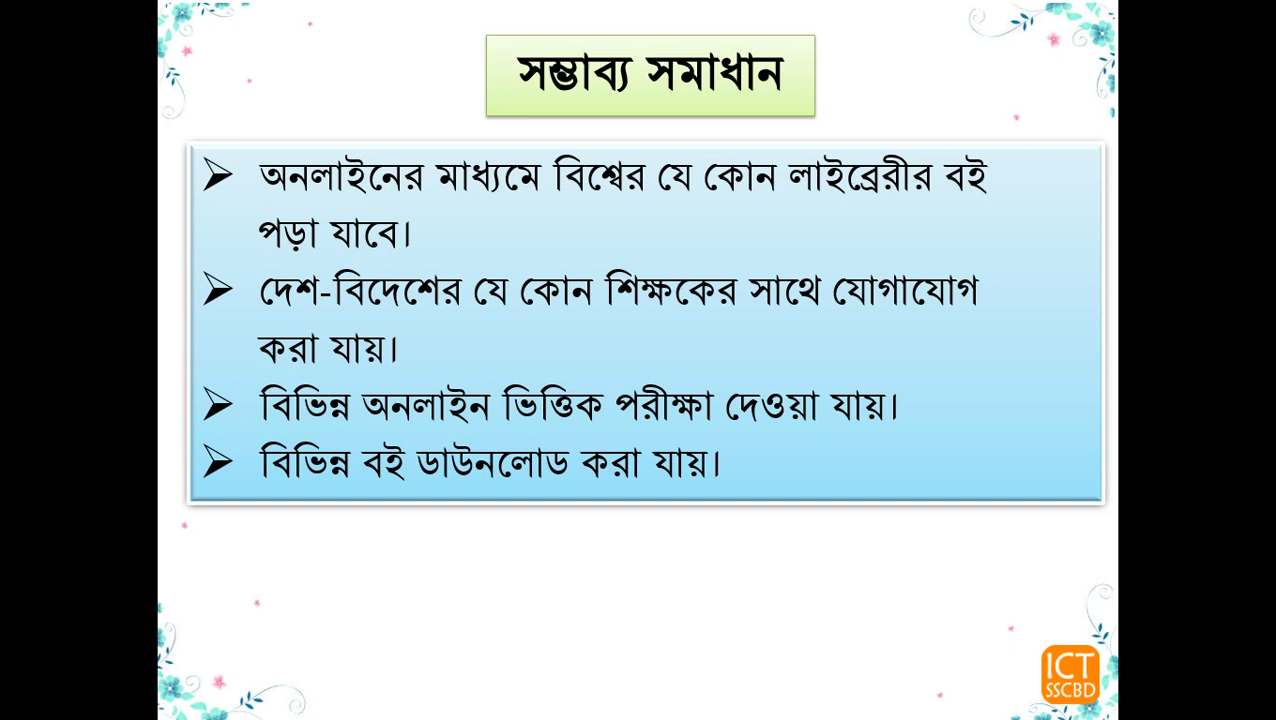 সম্ভাব্য সমাধান
➢ অনলাইনের মাধ্যমে বিশ্বের যে কোন লাইব্রেরীর বই
পড়া যাবে।
➢ দেশ-বিদেশের যে কোন শিক্ষকের সাথে যোগাযোগ
করা যায়।
➢ বিভিন্ন অনলাইন ভিত্তিক পরীক্ষা দেওয়া যায়।
➢ বিভিন্ন বই ডাউনলোড করা যায়।
ICT
SSCBD